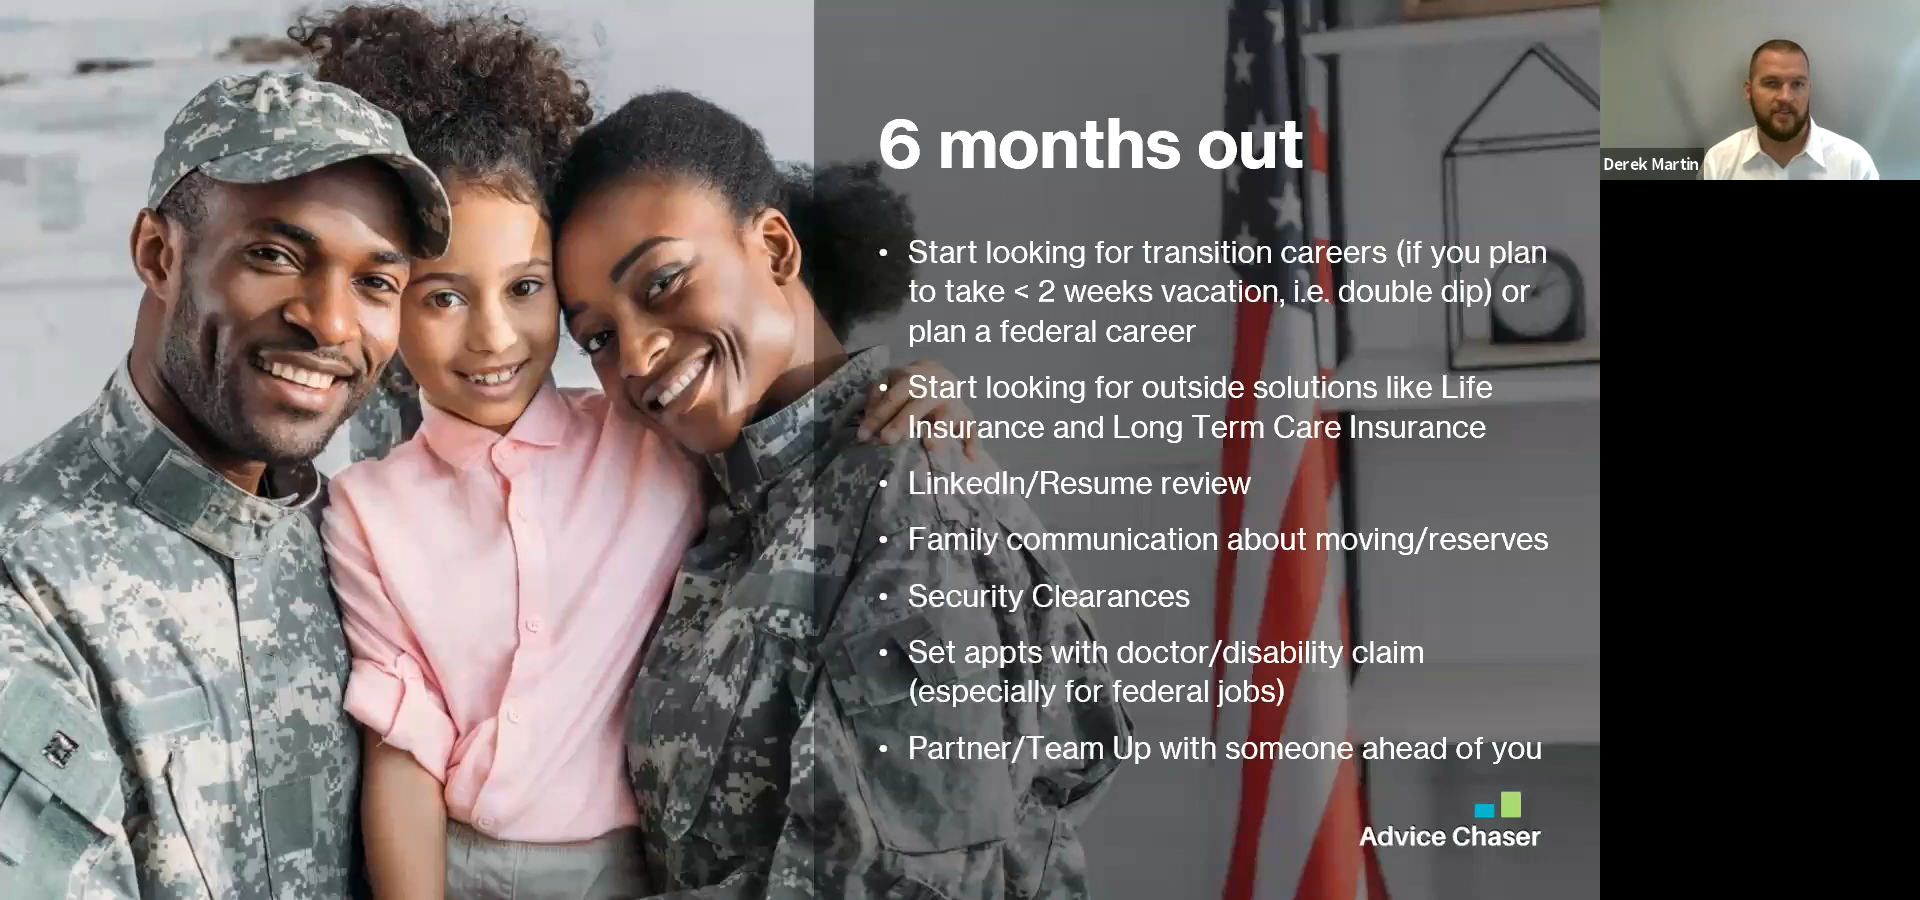 6 months out
• Start looking for transition careers (if you plan
to take < 2 weeks vacation, i.e. double dip) or
plan a federal career
• Start looking for outside solutions like Life
Insurance and Long Term Care Insurance
• LinkedIn/Resume review
• Family communication about moving/reserves
• Security Clearances
• Set appts with doctor/disability claim
(especially for federal jobs)
• Partner/Team Up with someone ahead of you
Advice Chaser
Derek Martin